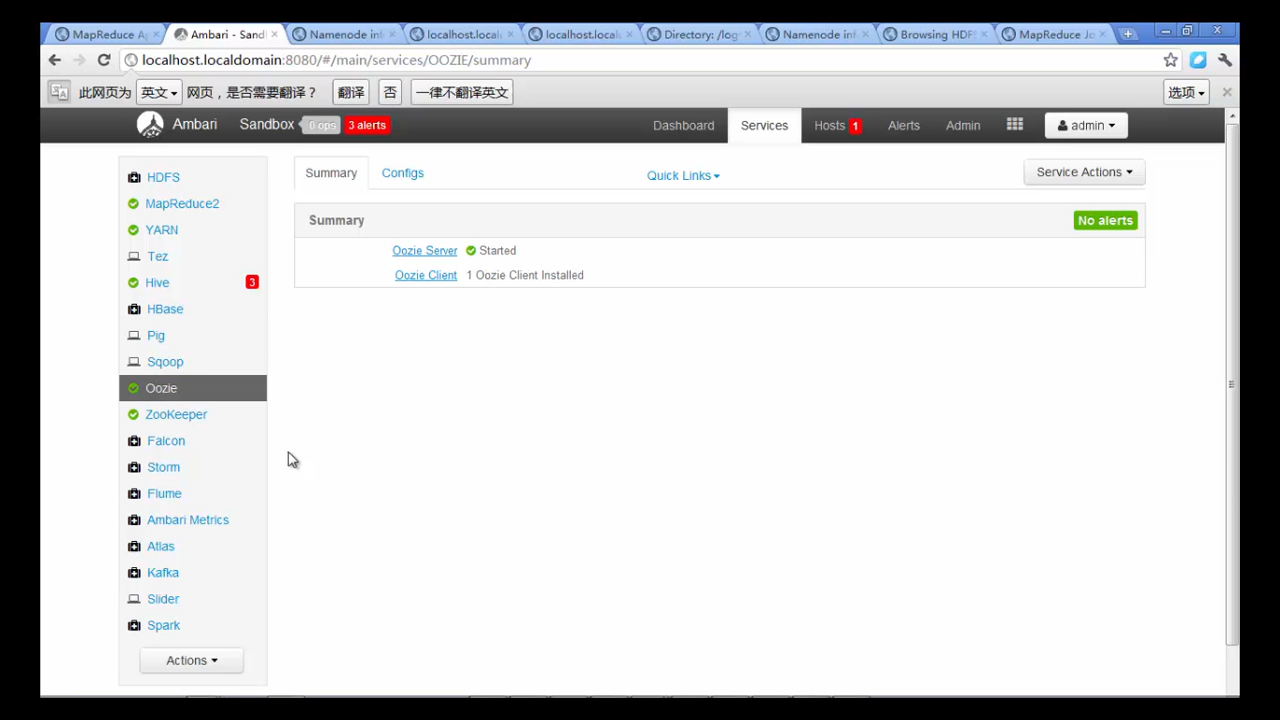 MapReduce Ap
Ambari - Sand
Namenode inf
localhost.local
localhost.local
Directory: /log
Namenode inf
Browsing HDFS
MapReduce Jo
localhost.localdomain:8080/#/main/services/OOZIE/summary
此网页为 英文 网页，是否需要翻译？ 翻译 否 一律不翻译英文 选项
Ambari Sandbox 0 ops 3 alerts Dashboard Services Hosts 1 Alerts Admin admin
HDFS
MapReduce2
YARN
Tez
Hive 3
HBase
Pig
Sqoop
Oozie
ZooKeeper
Falcon
Storm
Flume
Ambari Metrics
Atlas
Kafka
Slider
Spark
Actions
Summary Configs Quick Links Service Actions
Summary No alerts
Oozie Server Started
Oozie Client 1 Oozie Client Installed